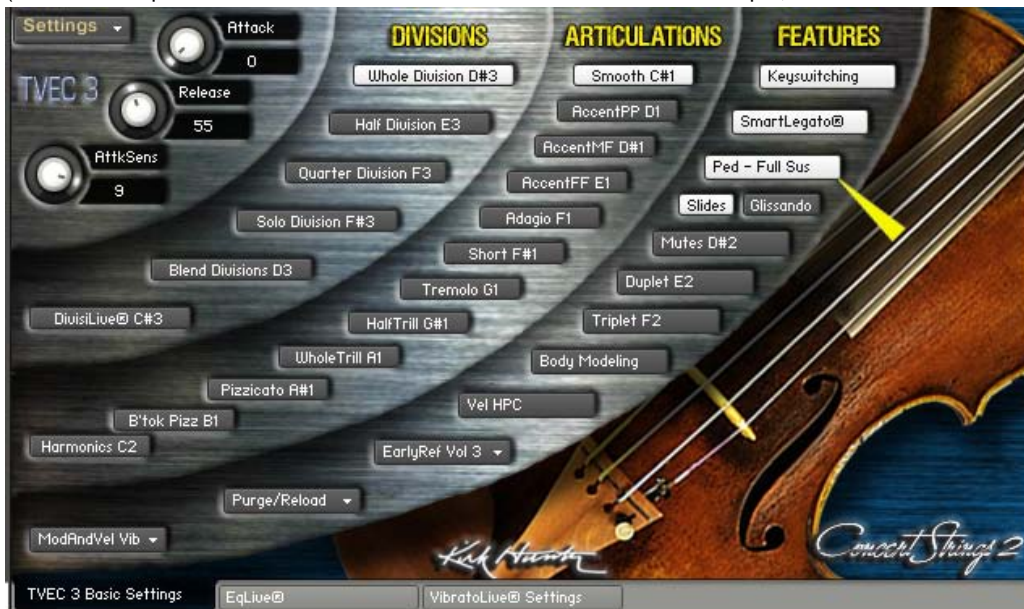 Settings
Attack
0
TVEC 3
Release
55
AttkSens
9
DIVISIONS
Whole Division D#3
Half Division E3
Quarter Division F3
Solo Division F#3
Blend Divisions D3
DivisiLive® C#3
ARTICULATIONS
Smooth C#1
AccentPP D1
AccentMF D#1
AccentFF E1
Adagio F1
Short F#1
Tremolo G1
HalfTrill G#1
WholeTrill A1
Pizzicato A#1
B'tok Pizz B1
Harmonics C2
FEATURES
Keyswitching
SmartLegato®
Ped - Full Sus
Slides Glissando
Mutes D#2
Duplet E2
Triplet F2
Body Modeling
Vel HPC
EarlyRef Vol 3
Purge/Reload
ModAndVel Vib
Kirk Hunter
Concert Strings 2
TVEC 3 Basic Settings EqLive® VibratoLive® Settings